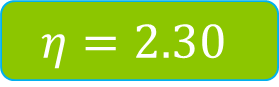 η = 2.30